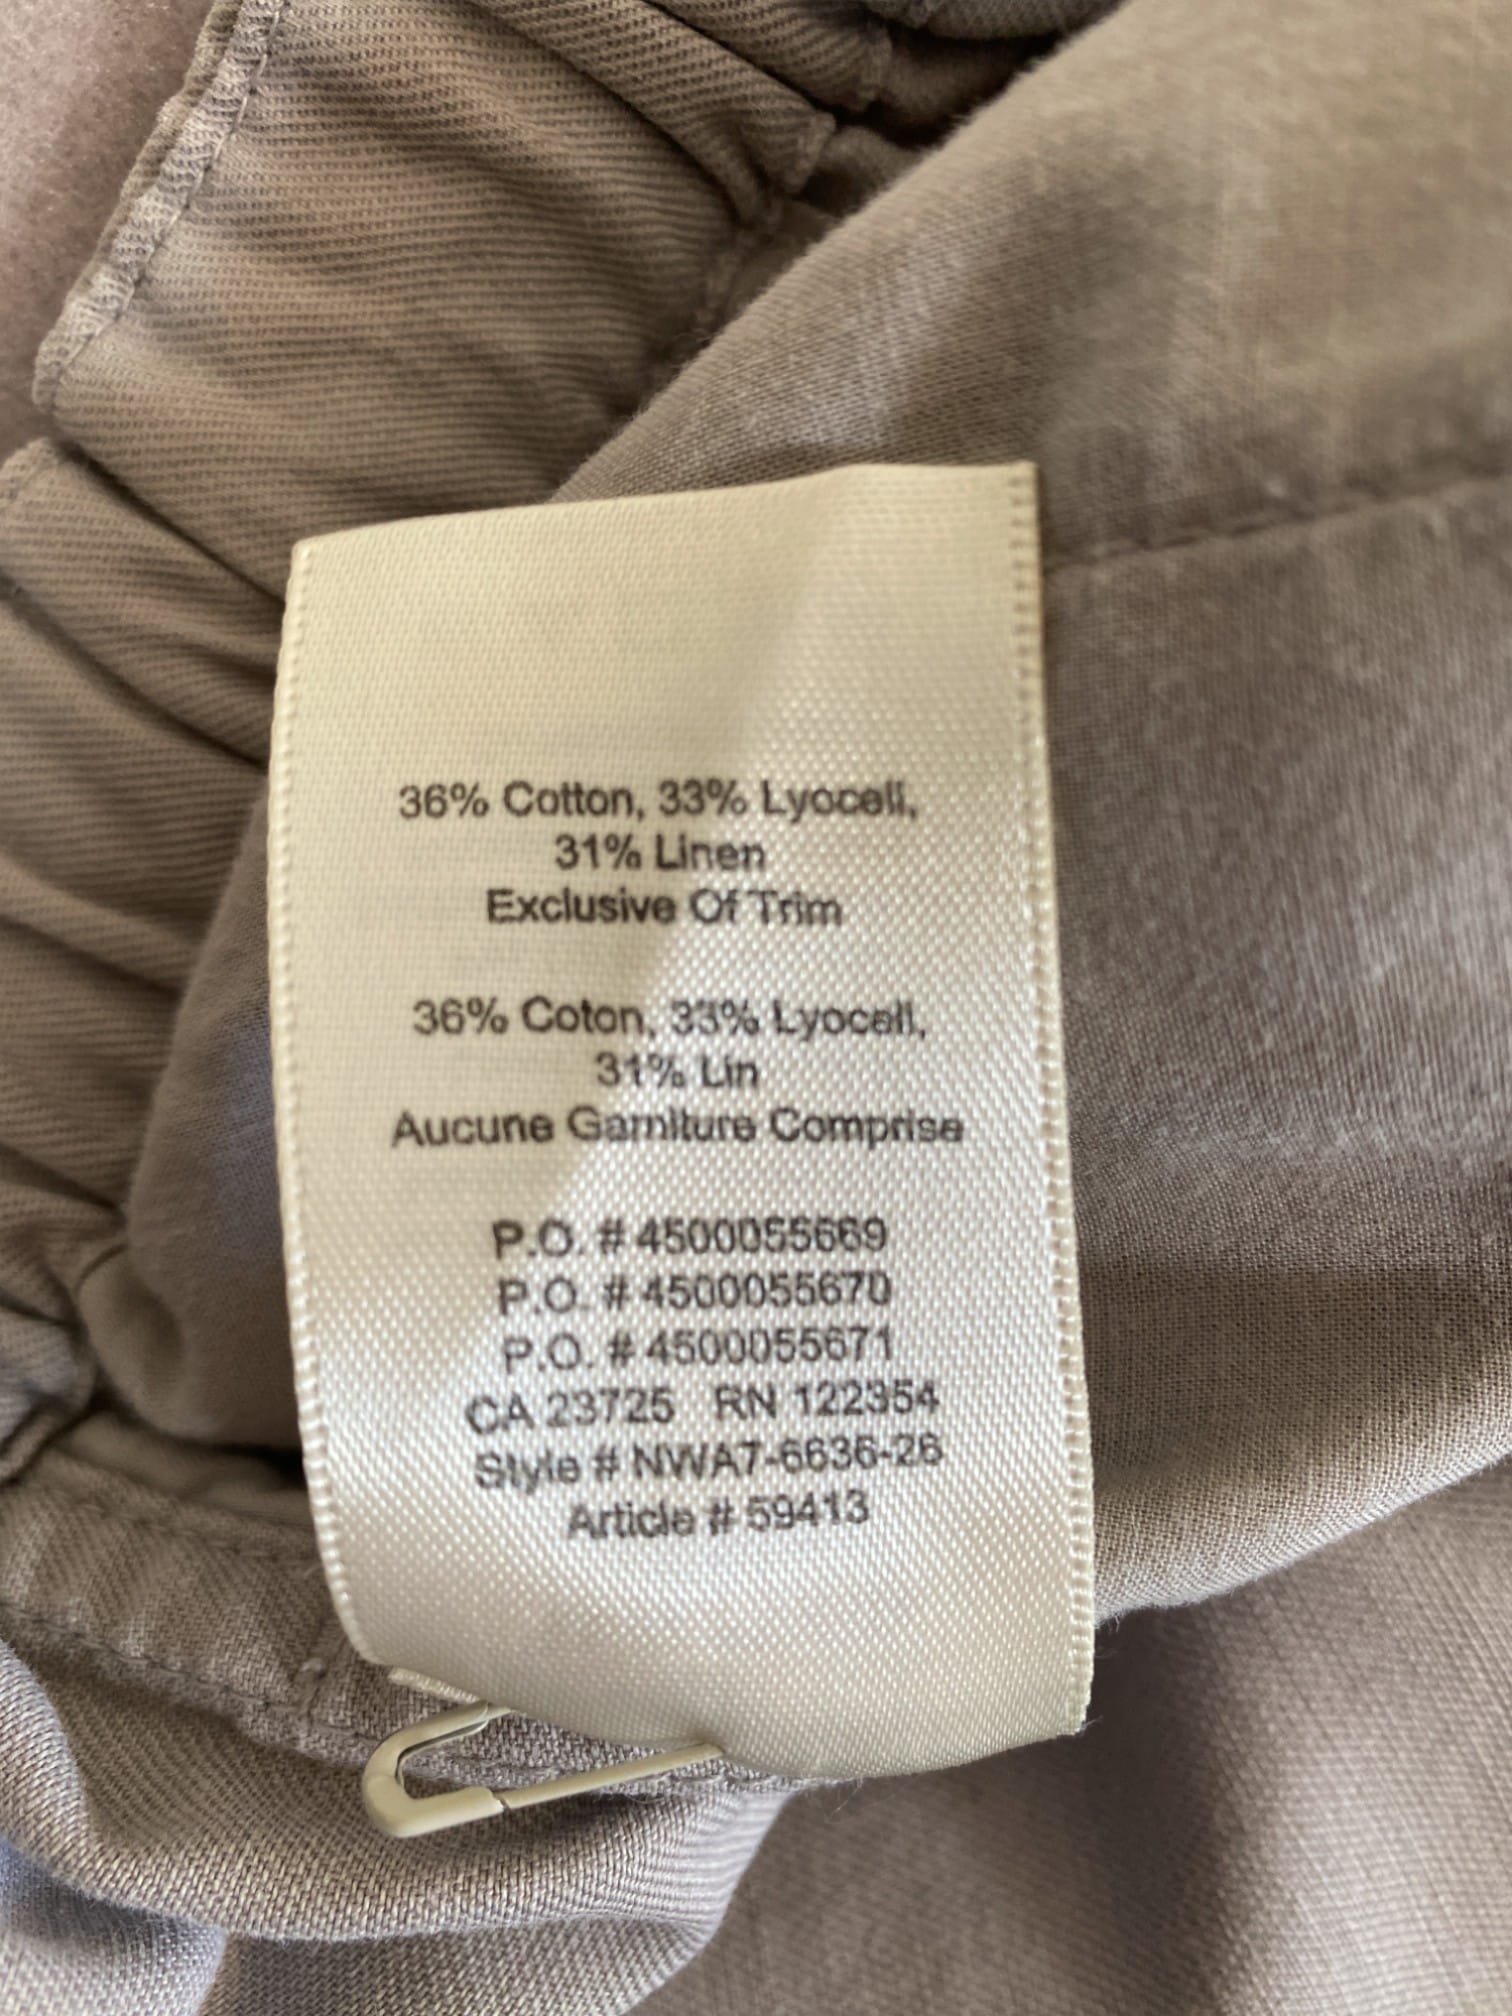 36% Cotton, 33% Lyocell,
31% Linen
Exclusive Of Trim
36% Coton, 33% Lyocell,
31% Lin
Aucune Garniture Comprise
P.O. # 4500055669
P.O. # 4500055670
P.O. # 4500055671
CA 23725 RN 122354
Style # NWA7-6636-26
Article # 59413